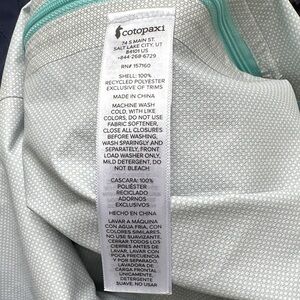 cotopaxi
74 S MAIN ST.
SALT LAKE CITY, UT
84101 US
+844-268-6729
RN# 157160
SHELL: 100%
RECYCLED POLYESTER
EXCLUSIVE OF TRIMS
MADE IN CHINA
MACHINE WASH
COLD, WITH LIKE
COLORS, DO NOT USE
FABRIC SOFTENER,
CLOSE ALL CLOSURES
BEFORE WASHING,
WASH SPARINGLY AND
SEPARATELY, FRONT
LOAD WASHER ONLY,
MILD DETERGENT, DO
NOT BLEACH
CASCARA: 100%
POLIÉSTER
RECICLADO
ADORNOS
EXCLUSIVOS
HECHO EN CHINA
LAVAR A MÁQUINA
CON AGUA FRIA, CON
COLORES SIMILARES,
NO USE SUAVIZANTE,
CERRAR TODOS LOS
CIERRES ANTES DE
LAVAR, LAVAR CON
POCA FRECUENCIA
Y POR SEPARADO,
LAVADORA DE
CARGA FRONTAL
ÚNICAMENTE,
DETERGENTE
SUAVE, NO USAR